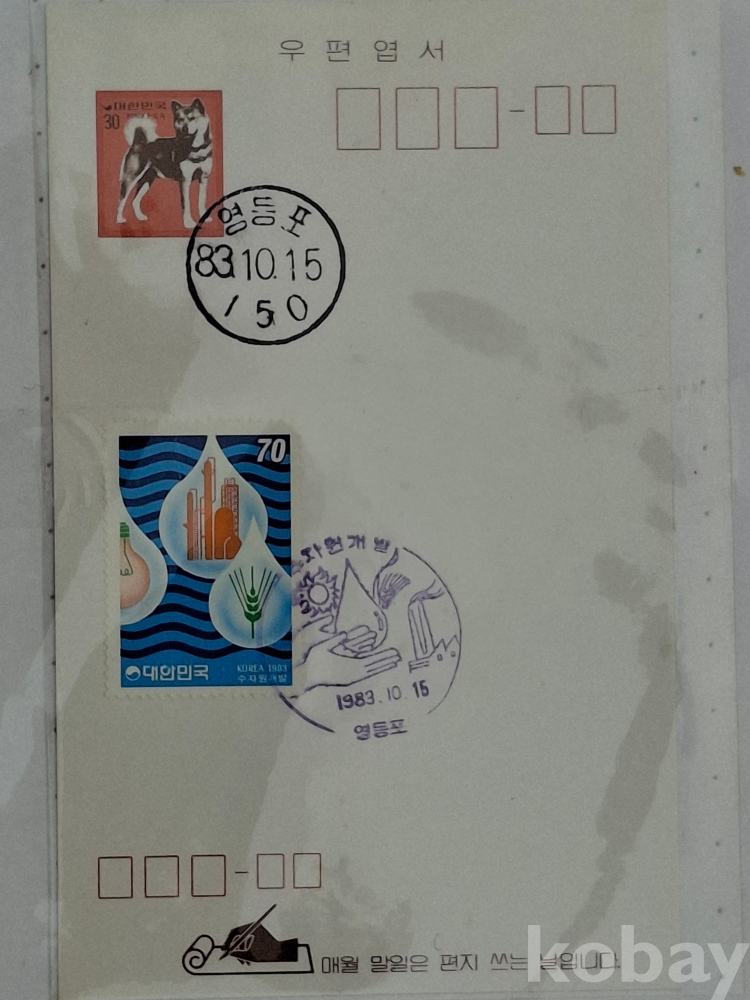 우 편 엽 서
대한민국
30
영등포
83.10.15
150
70
대한민국
KOREA 1983
수자원개발
자원개발
1983.10.15
영등포
매월 말일은 편지 쓰는 날입니다.
kobay